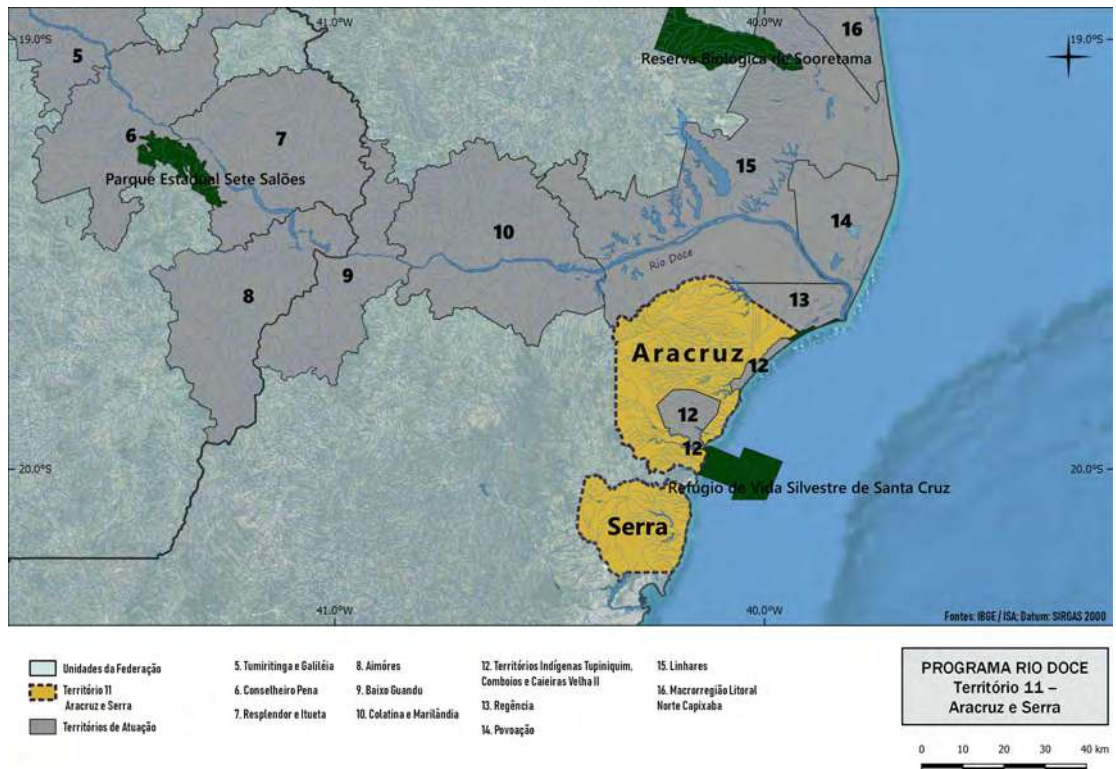 41.0°W
40.0°W
19.0°S
19.0°S
5
16
Reserva Biológica de Sooretama
6
7
Parque Estadual Sete Salões
15
14
10
Rio Doce
9
8
13
Aracruz
12
12
12
20.0°S
20.0°S
Refúgio de Vida Silvestre de Santa Cruz
Serra
41.0°W
40.0°W
Fontes: IBGE / ISA; Datum: SIRGAS 2000
Unidades da Federação
Território 11
Aracruz e Serra
Territórios de Atuação
5. Tumiritinga e Galiléia
6. Conselheiro Pena
7. Resplendor e Itueta
8. Aimóres
9. Baixo Guandu
10. Colatina e Marilândia
12. Territórios Indígenas Tupiniquim,
Comboios e Caieiras Velha II
13. Regência
14. Povoação
15. Linhares
16. Macrorregião Litoral
Norte Capixaba
PROGRAMA RIO DOCE
Território 11 –
Aracruz e Serra
0 10 20 30 40 km